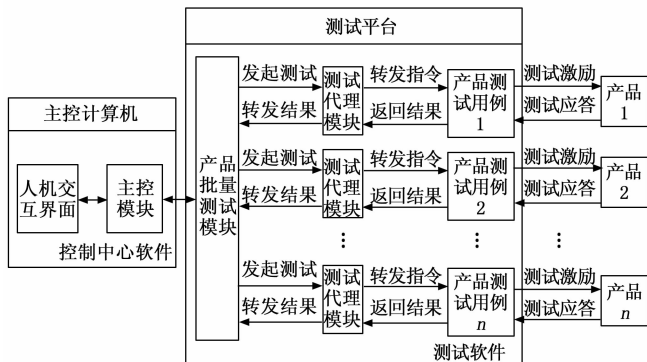 测试平台
主控计算机
人机交
互界面
主控
模块
控制中心软件
产品
批量
测试
模块
发起测试
转发结果
测试
代理
模块
转发指令
返回结果
产品测
试用例
1
测试激励
测试应答
产品
1
发起测试
转发结果
测试
代理
模块
转发指令
返回结果
产品测
试用例
2
测试激励
测试应答
产品
2
⋮
⋮
⋮
发起测试
转发结果
测试
代理
模块
转发指令
返回结果
产品测
试用例
n
测试激励
测试应答
产品
n
测试软件